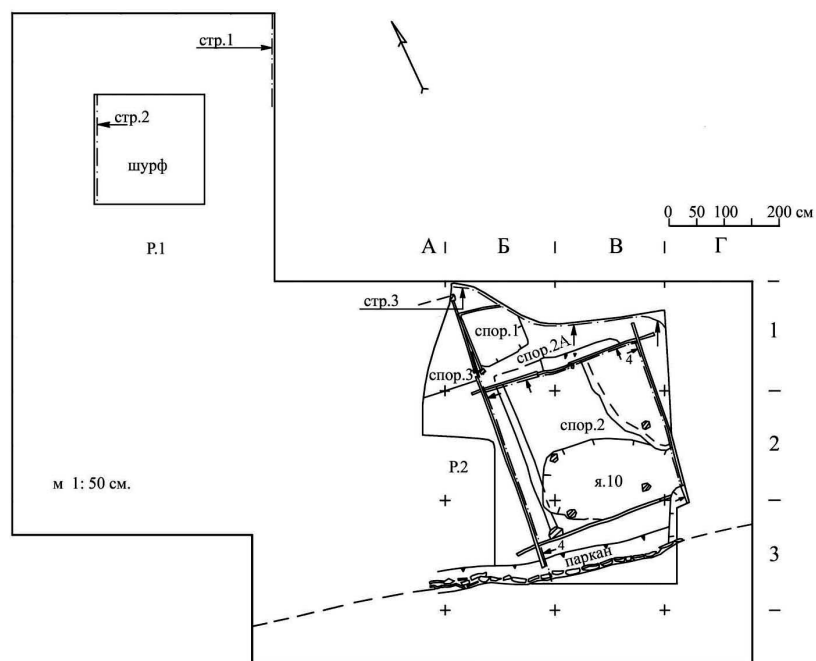 стр.1
стр.2
шурф
Р.1
0 50 100 200 см
А Б В Г
стр.3
1
спор.1
спор.2А
4
спор.3
спор.2
2
Р.2
я.10
м 1: 50 см.
4
паркан
3